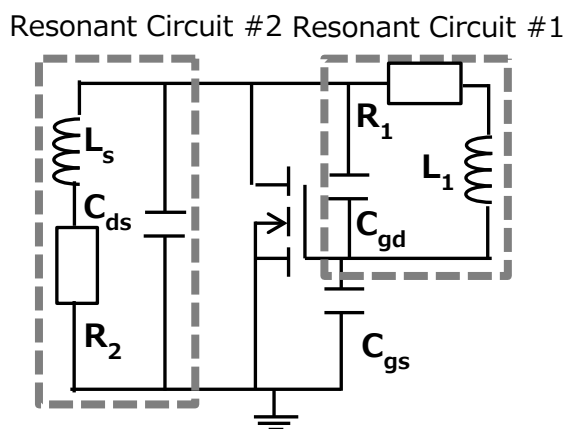 Resonant Circuit #2 Resonant Circuit #1
R1
Ls
L1
Cds
Cgd
R2
Cgs